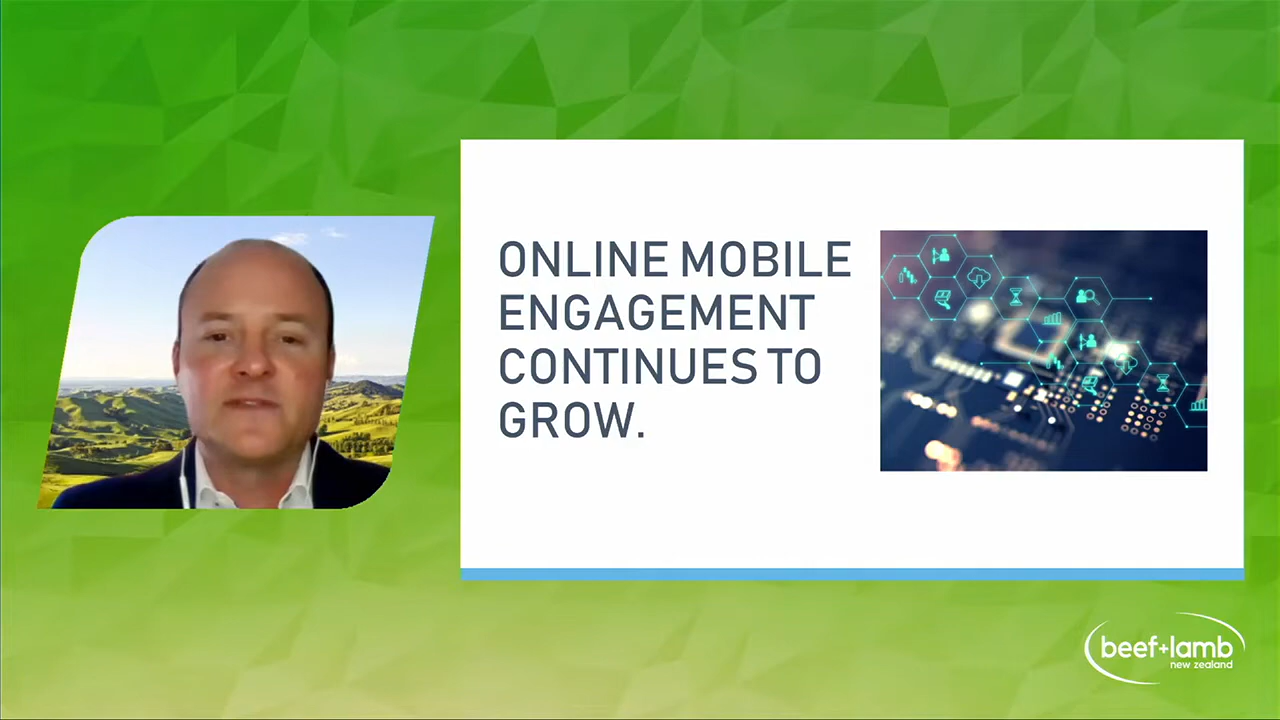 ONLINE MOBILE
ENGAGEMENT
CONTINUES TO
GROW.
beef+lamb
new zealand